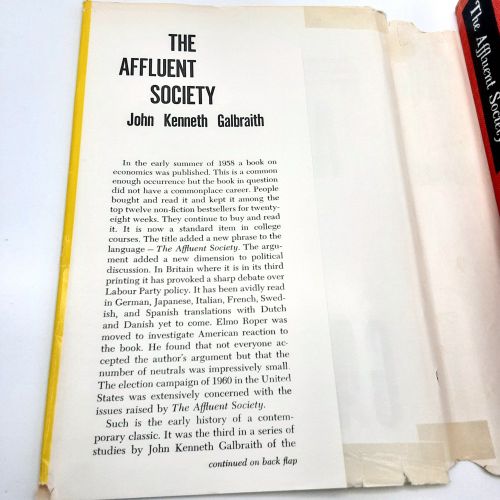 THE
AFFLUENT
SOCIETY
John Kenneth Galbraith
In the early summer of 1958 a book on
economics was published. This is a common
enough occurrence but the book in question
did not have a commonplace career. People
bought and read it and kept it among the
top twelve non-fiction bestsellers for twenty-
eight weeks. They continue to buy and read
it. It is now a standard item in college
courses. The title added a new phrase to the
language – The Affluent Society. The argu-
ment added a new dimension to political
discussion. In Britain where it is in its third
printing it has provoked a sharp debate over
Labour Party policy. It has been avidly read
in German, Japanese, Italian, French, Swed-
ish, and Spanish translations with Dutch
and Danish yet to come. Elmo Roper was
moved to investigate American reaction to
the book. He found that not everyone ac-
cepted the author's argument but that the
number of neutrals was impressively small.
The election campaign of 1960 in the United
States was extensively concerned with the
issues raised by The Affluent Society.
Such is the early history of a contem-
porary classic. It was the third in a series of
studies by John Kenneth Galbraith of the
continued on back flap
The Affluent Society